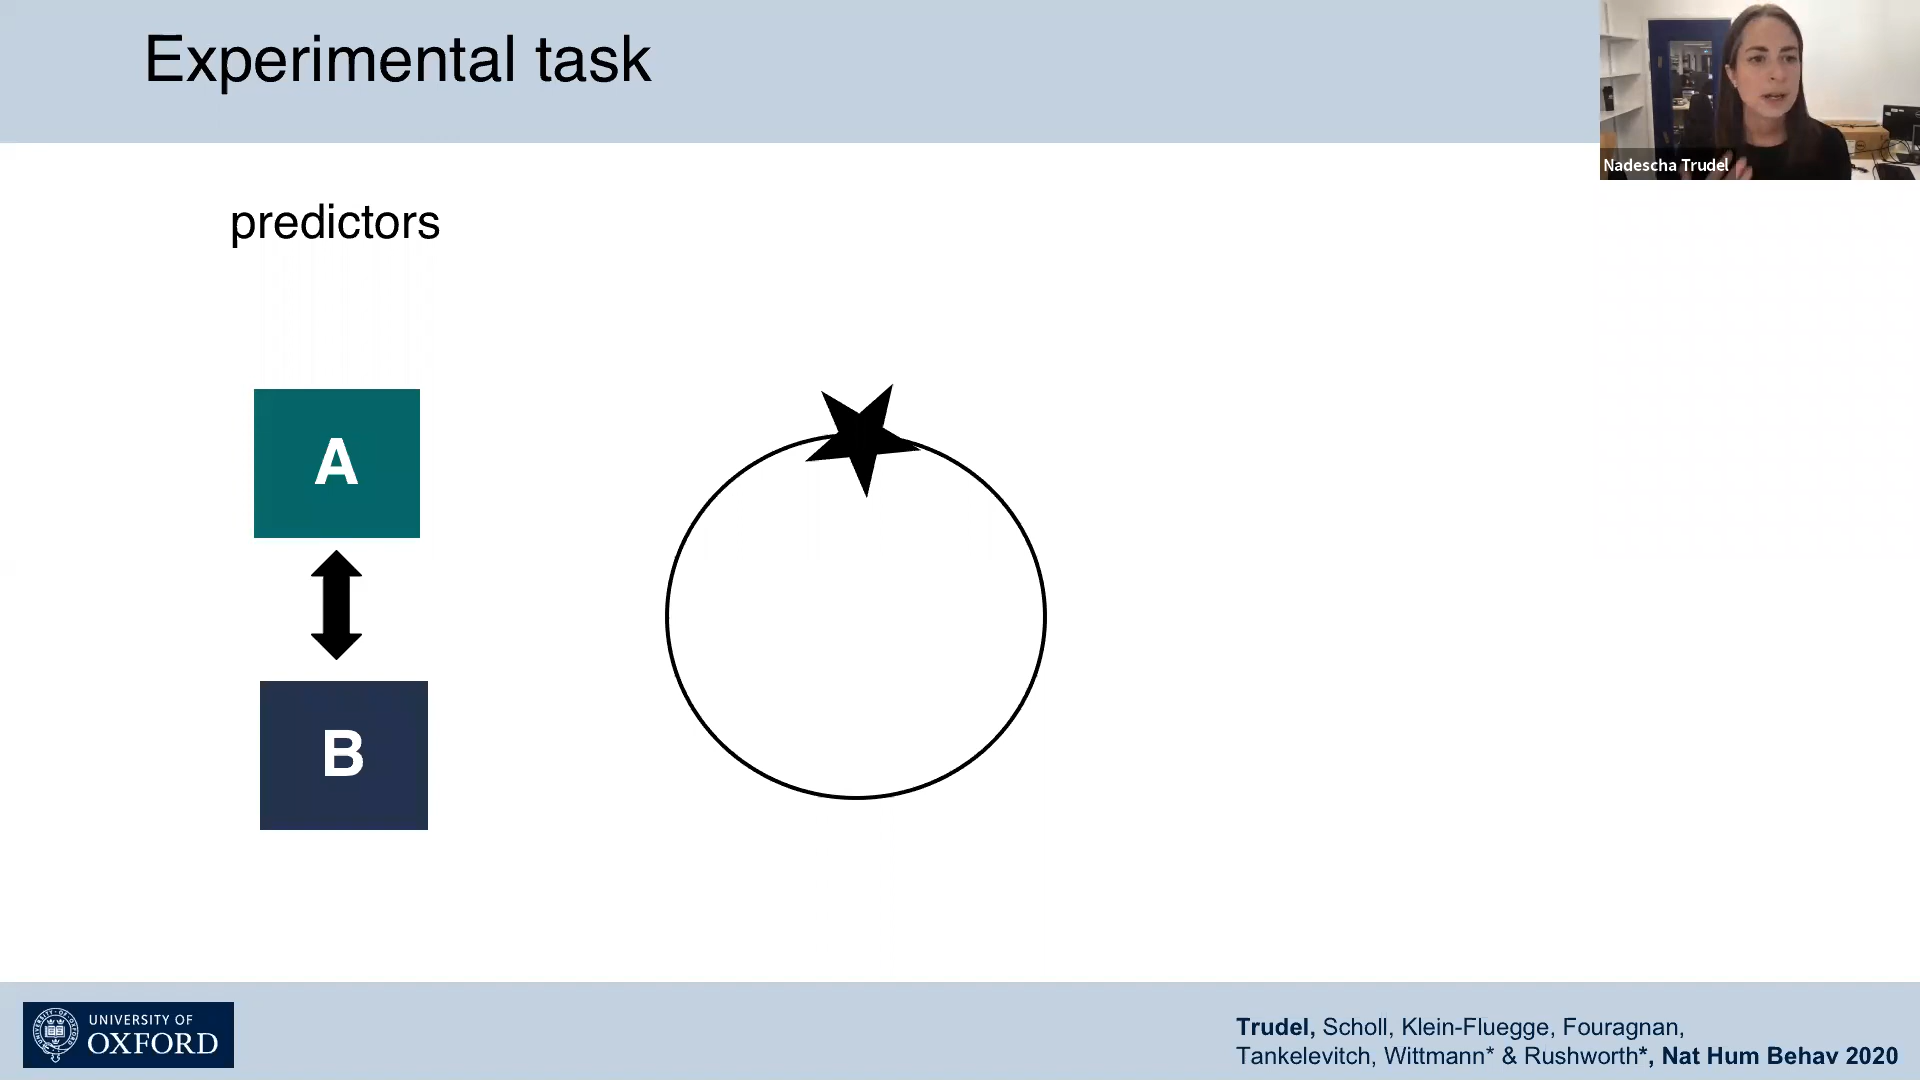 Experimental task
Nadescha Trudel
predictors
A
B
UNIVERSITY OF
OXFORD
Trudel, Scholl, Klein-Fluegge, Fouragnan,
Tankelevitch, Wittmann* & Rushworth*, Nat Hum Behav 2020